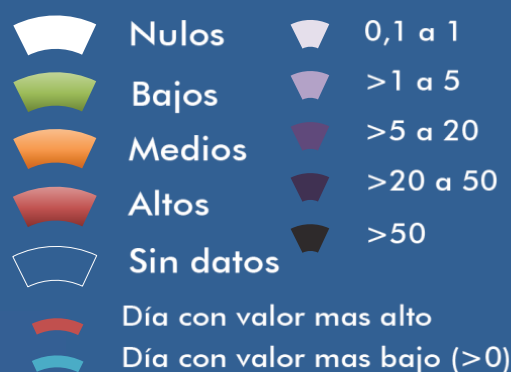 Nulos
Bajos
Medios
Altos
Sin datos
0,1 a 1
>1 a 5
>5 a 20
>20 a 50
>50
Día con valor mas alto
Día con valor mas bajo (>0)